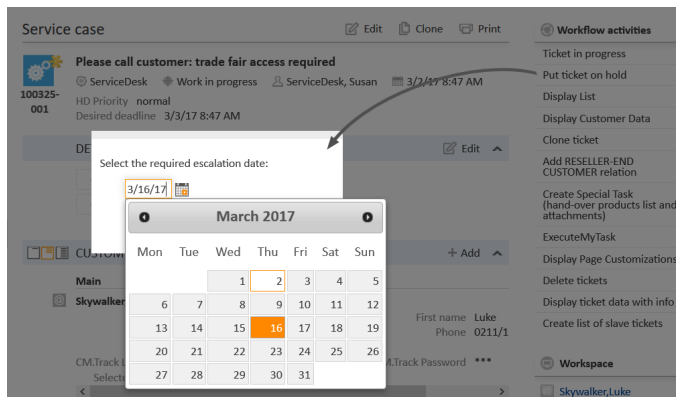 Service case
Edit Clone Print
Please call customer: trade fair access required
ServiceDesk Work in progress ServiceDesk, Susan 3/2/17 8:47 AM
100325-
001
HD Priority normal
Desired deadline 3/3/17 8:47 AM
DE
Edit
Select the required escalation date:
3/16/17
March 2017
Mon Tue Wed Thu Fri Sat Sun
1 2 3 4 5
6 7 8 9 10 11 12
13 14 15 16 17 18 19
20 21 22 23 24 25 26
27 28 29 30 31
Add
Main
Skywalker
First name Luke
Phone 0211/1
CM.Track
.Track Password ***
Workflow activities
Ticket in progress
Put ticket on hold
Display List
Display Customer Data
Clone ticket
Add RESELLER-END
CUSTOMER relation
Create Special Task
(hand-over products list and
attachments)
ExecuteMyTask
Display Page Customizations
Delete tickets
Display ticket data with info
Create list of slave tickets
Workspace
Skywalker,Luke